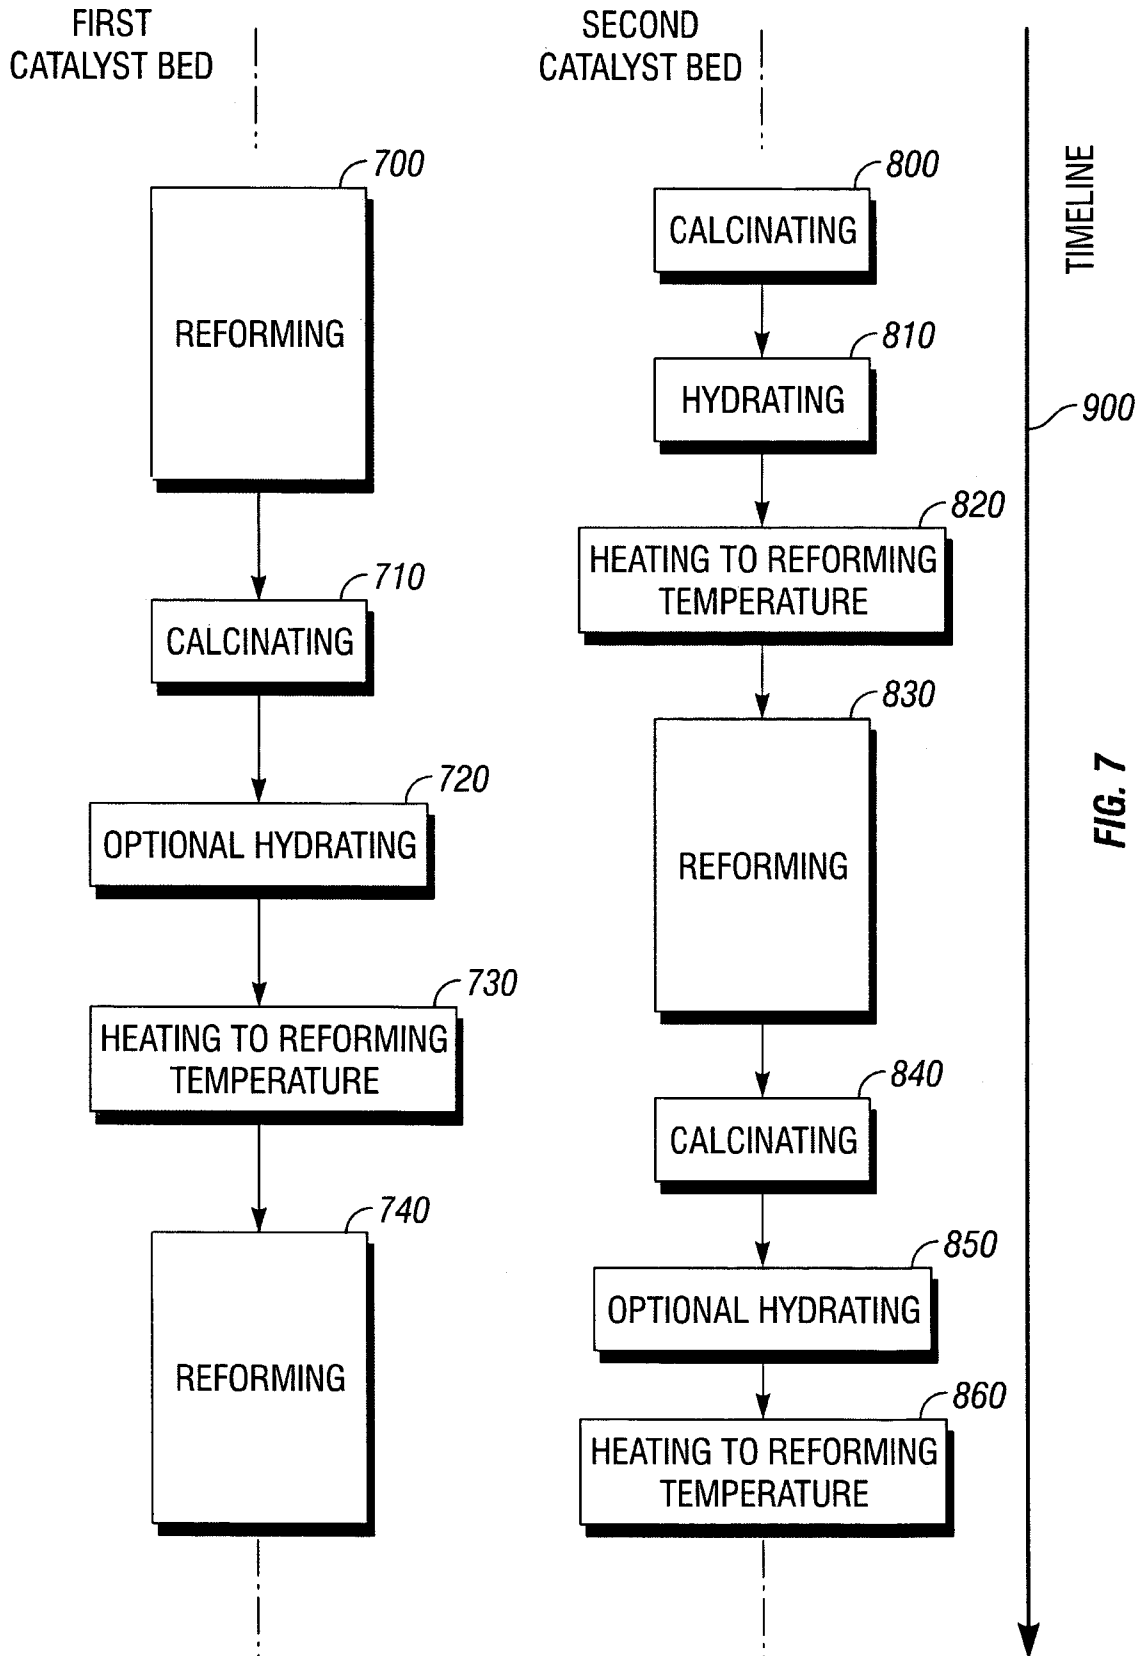 FIRST
CATALYST BED
700
REFORMING
710
CALCINATING
720
OPTIONAL HYDRATING
730
HEATING TO REFORMING
TEMPERATURE
740
REFORMING
SECOND
CATALYST BED
800
CALCINATING
810
HYDRATING
820
HEATING TO REFORMING
TEMPERATURE
830
REFORMING
840
CALCINATING
850
OPTIONAL HYDRATING
860
HEATING TO REFORMING
TEMPERATURE
TIMELINE
900
FIG. 7